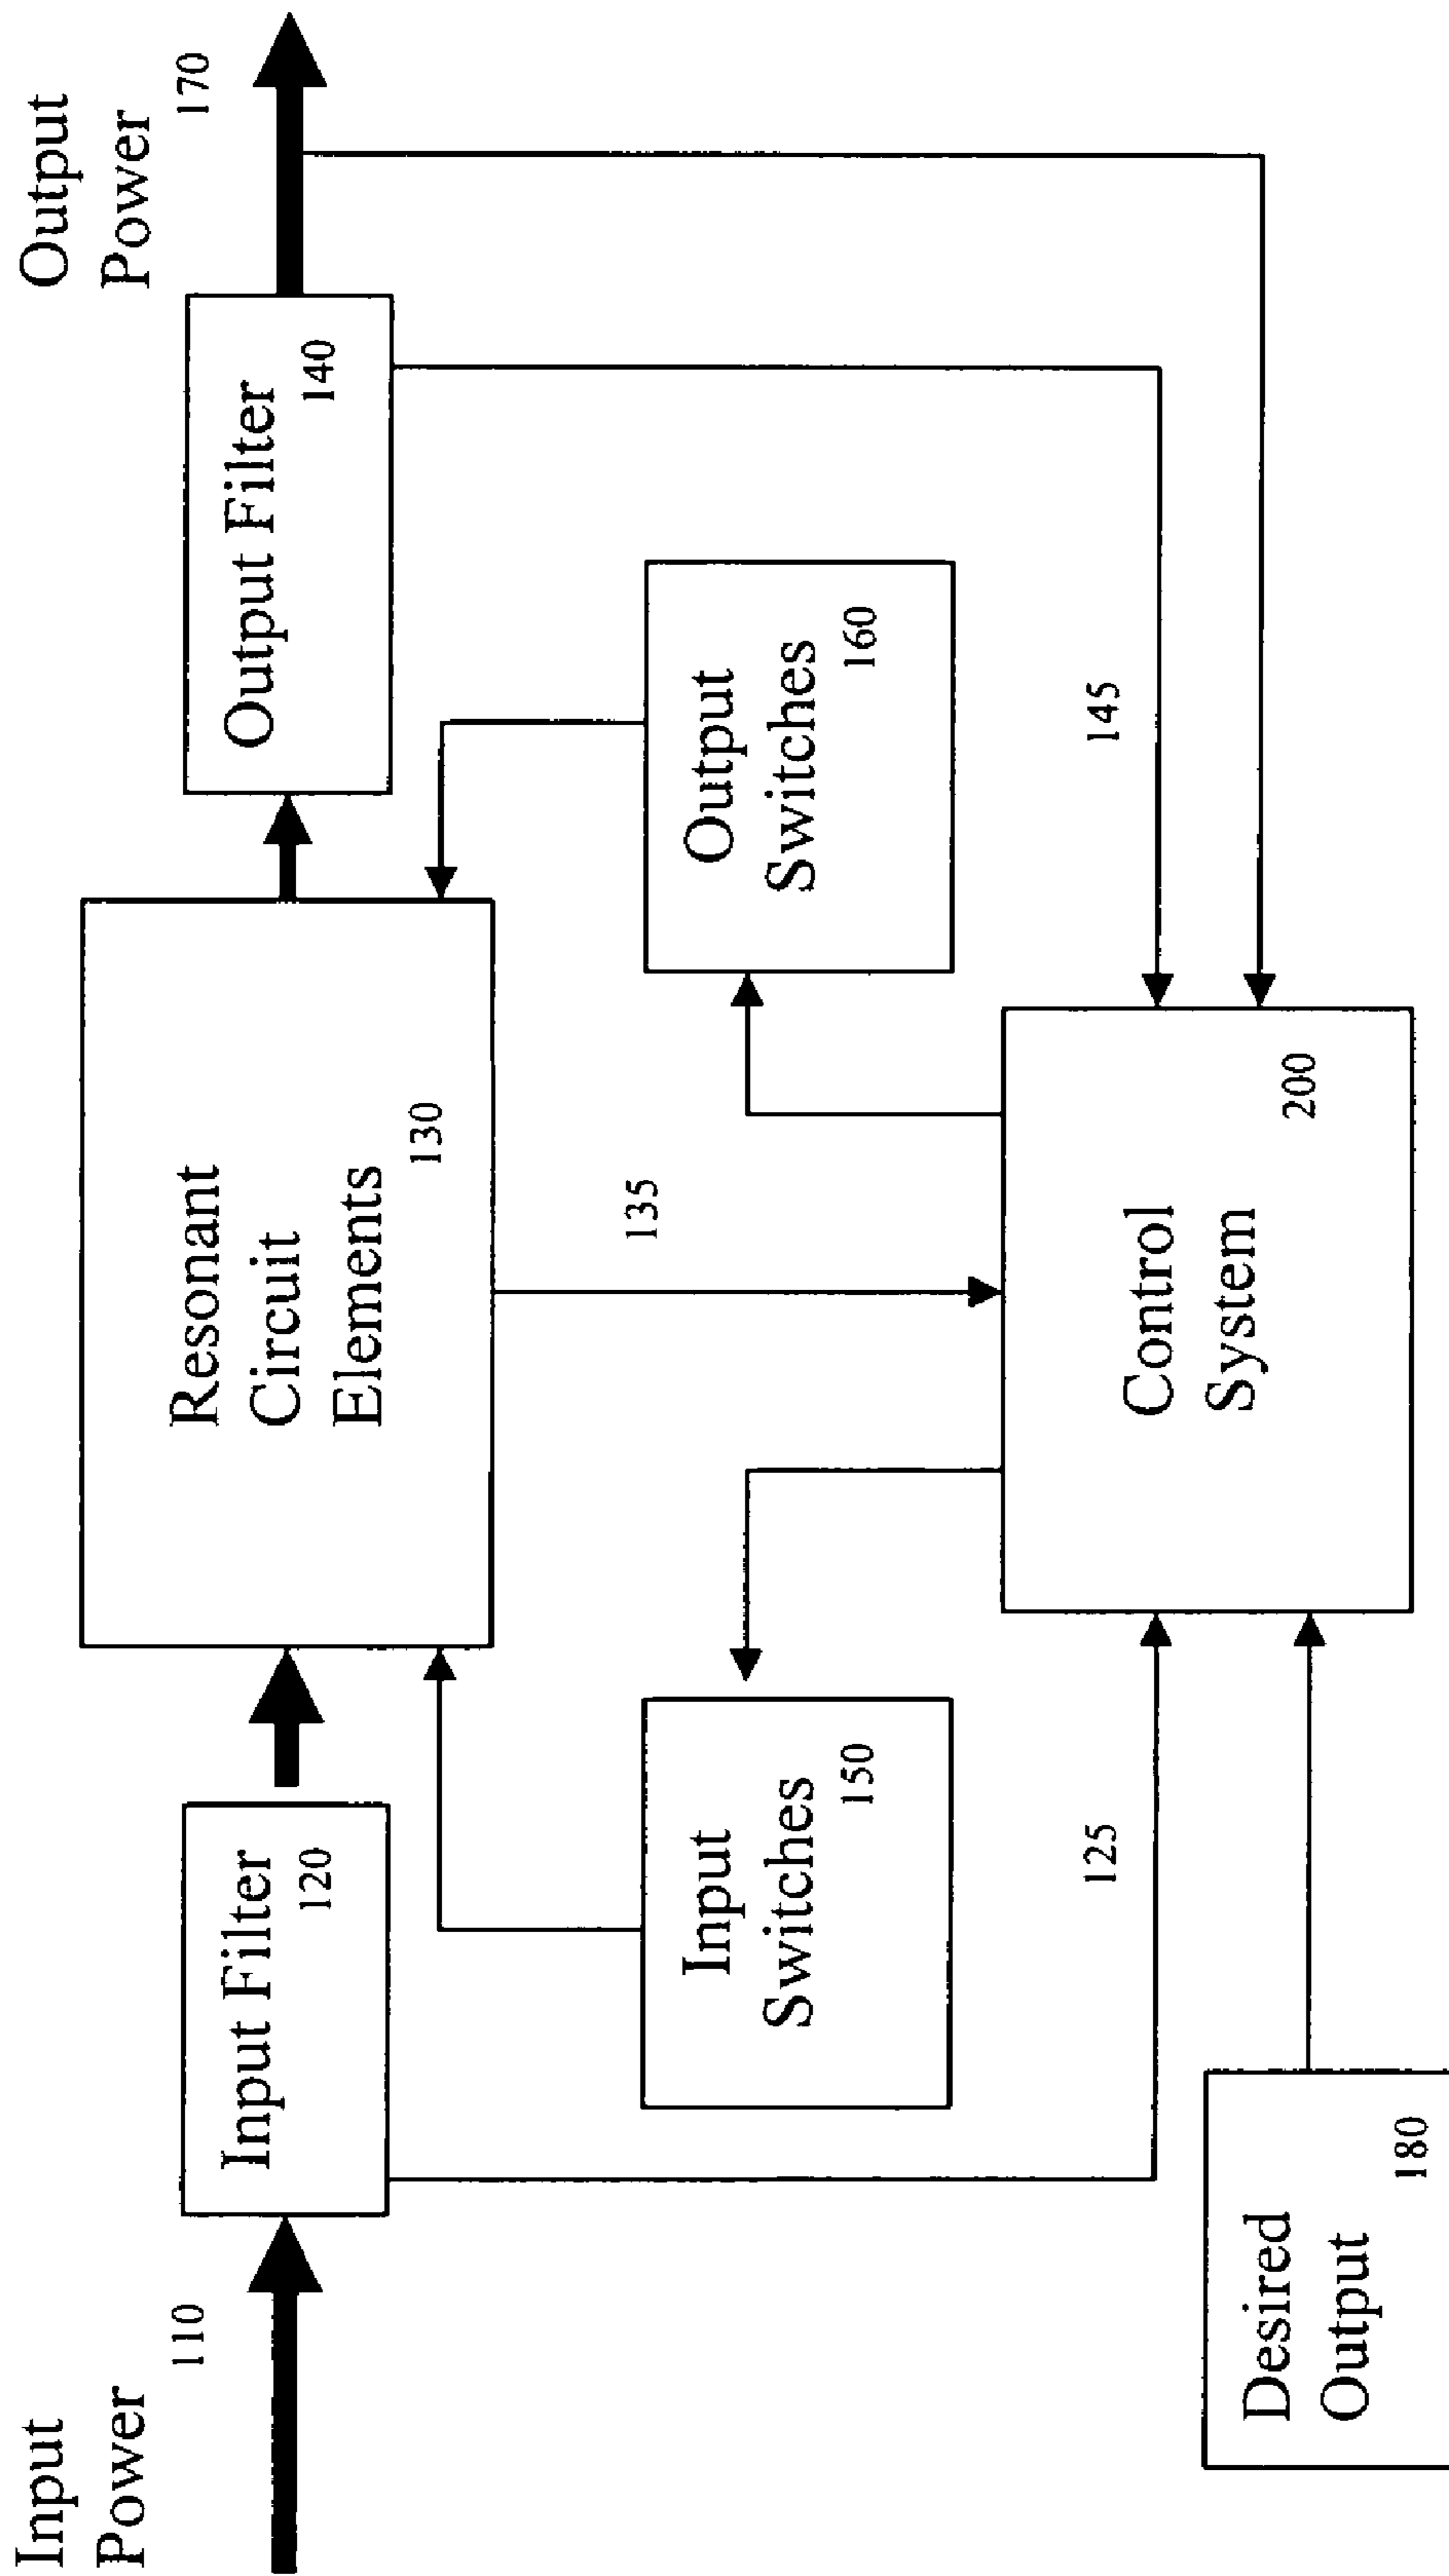 Input
Power
110
Input Filter
120
Resonant
Circuit
Elements
130
Output Filter
140
Output
Power
170
Input
Switches
150
135
Output
Switches
160
125
145
Control
System
200
Desired
Output
180